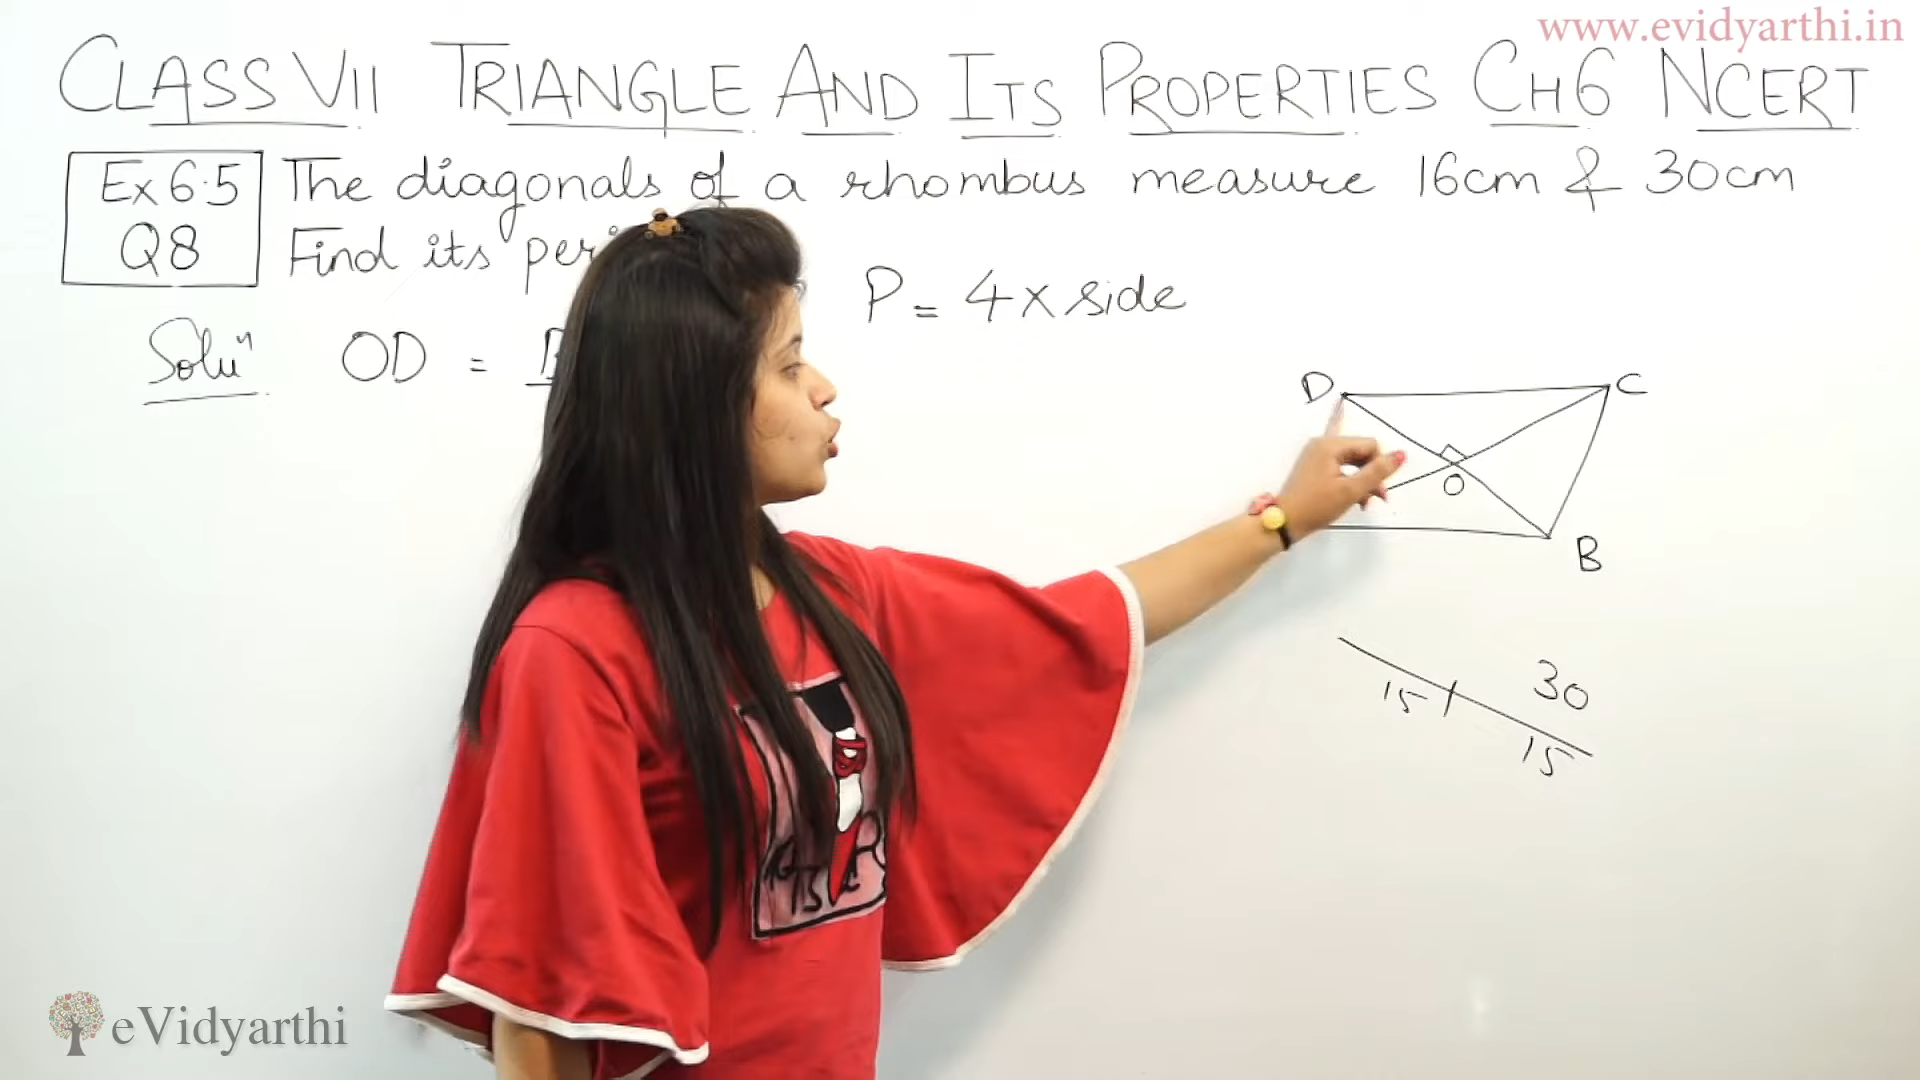 www.evidyarthi.in
CLASS VII TRIANGLE AND ITS PROPERTIES CH6 NCERT
Ex 6.5
Q8
The diagonals of a rhombus measure 16cm & 30cm
Find its
P = 4 x side
Soluⁿ OD =
D
C
O
B
30
15
15
eVidyarthi